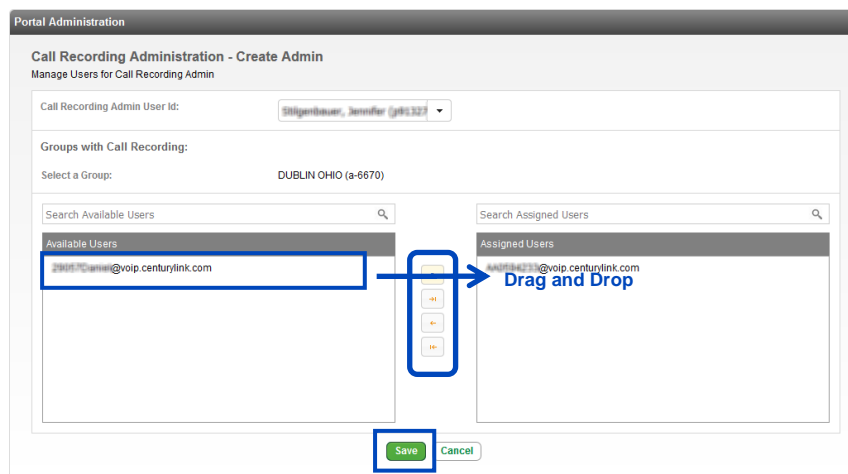 Portal Administration
Call Recording Administration - Create Admin
Manage Users for Call Recording Admin
Call Recording Admin User Id:
Groups with Call Recording:
Select a Group: DUBLIN OHIO (a-6670)
Search Available Users
Search Assigned Users
Available Users
Assigned Users
@voip.centurylink.com
@voip.centurylink.com
Drag and Drop
Save
Cancel